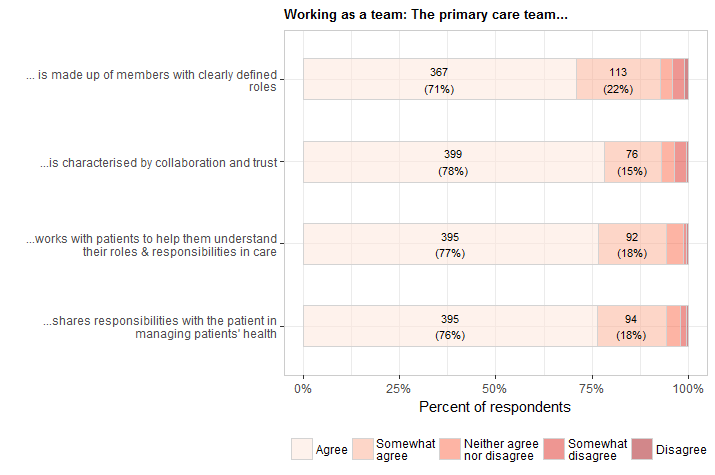 Working as a team: The primary care team...
... is made up of members with clearly defined
roles
367
(71%)
113
(22%)
...is characterised by collaboration and trust
399
(78%)
76
(15%)
...works with patients to help them understand
their roles & responsibilities in care
395
(77%)
92
(18%)
...shares responsibilities with the patient in
managing patients' health
395
(76%)
94
(18%)
0%
25%
50%
75%
100%
Percent of respondents
Agree
Somewhat
agree
Neither agree
nor disagree
Somewhat
disagree
Disagree